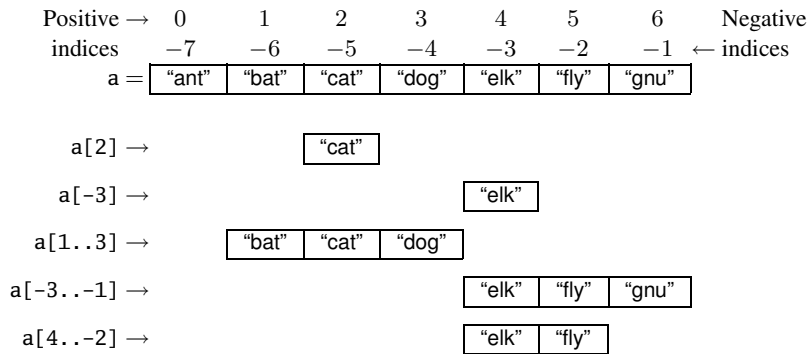 Positive → 0 1 2 3 4 5 6 Negative
indices −7 −6 −5 −4 −3 −2 −1 ← indices
a = “ant” “bat” “cat” “dog” “elk” “fly” “gnu”
a[2] → “cat”
a[-3] → “elk”
a[1..3] → “bat” “cat” “dog”
a[-3..-1] → “elk” “fly” “gnu”
a[4..-2] → “elk” “fly”